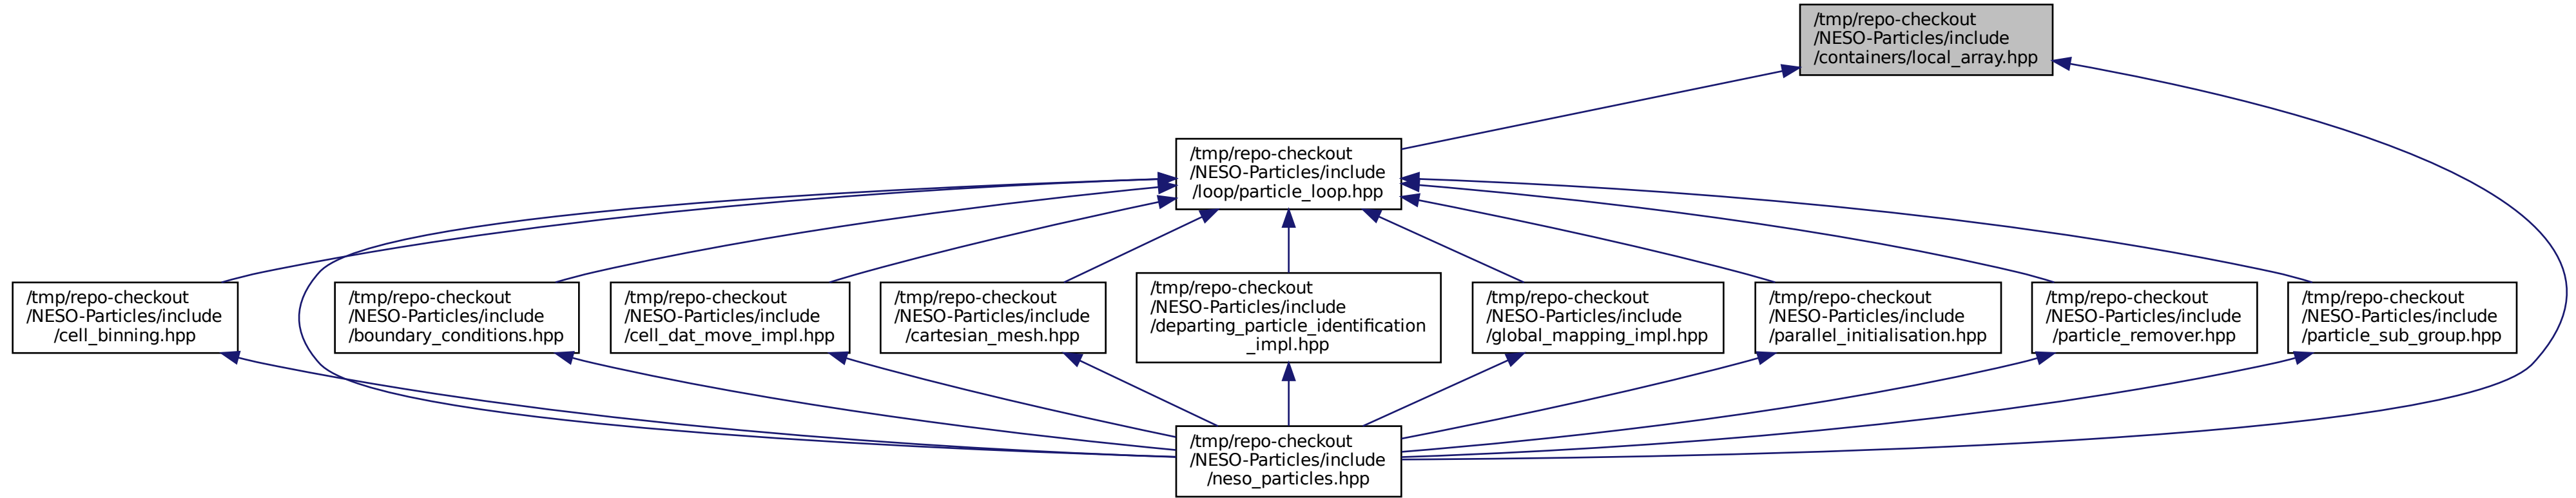 /tmp/repo-checkout
/NESO-Particles/include
/containers/local_array.hpp
/tmp/repo-checkout
/NESO-Particles/include
/loop/particle_loop.hpp
/tmp/repo-checkout
/NESO-Particles/include
/cell_binning.hpp
/tmp/repo-checkout
/NESO-Particles/include
/boundary_conditions.hpp
/tmp/repo-checkout
/NESO-Particles/include
/cell_dat_move_impl.hpp
/tmp/repo-checkout
/NESO-Particles/include
/cartesian_mesh.hpp
/tmp/repo-checkout
/NESO-Particles/include
/departing_particle_identification
_impl.hpp
/tmp/repo-checkout
/NESO-Particles/include
/global_mapping_impl.hpp
/tmp/repo-checkout
/NESO-Particles/include
/parallel_initialisation.hpp
/tmp/repo-checkout
/NESO-Particles/include
/particle_remover.hpp
/tmp/repo-checkout
/NESO-Particles/include
/particle_sub_group.hpp
/tmp/repo-checkout
/NESO-Particles/include
/neso_particles.hpp